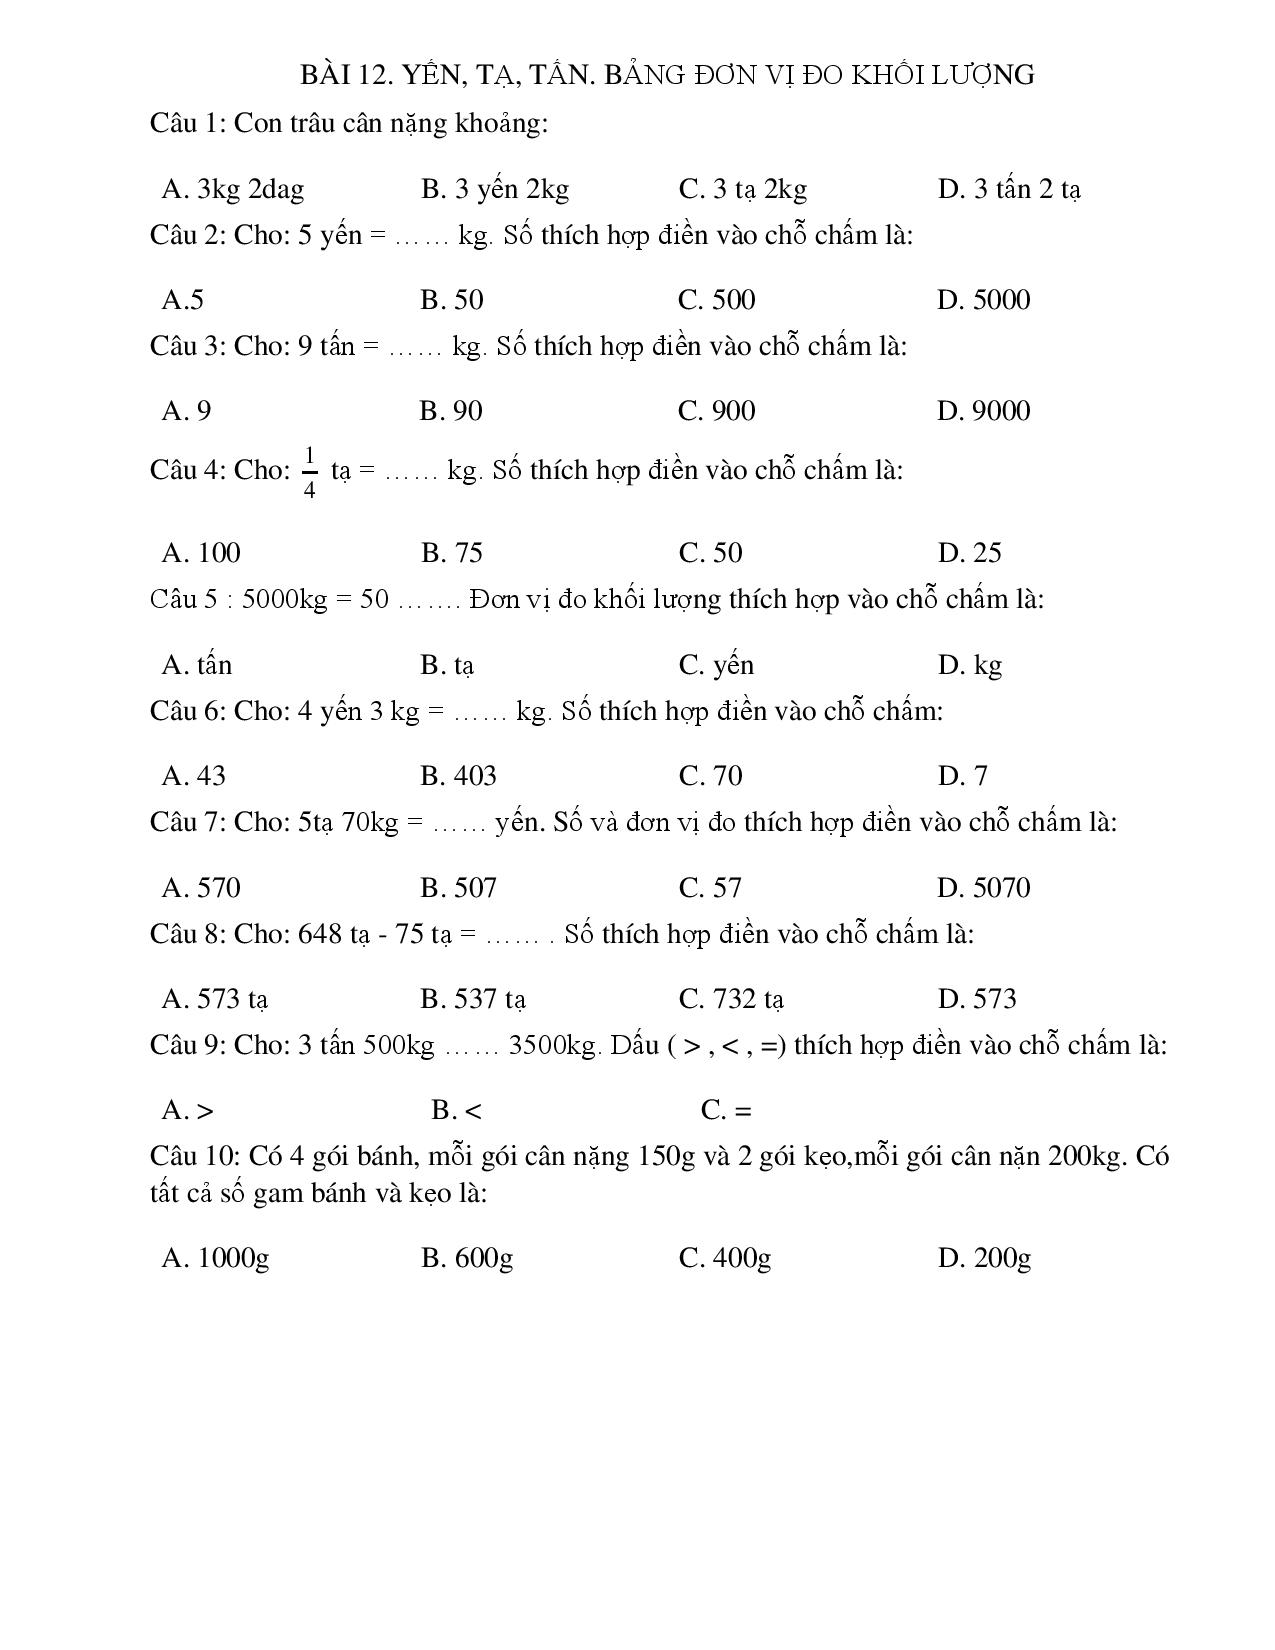 BÀI 12. YẾN, TẠ, TẤN. BẢNG ĐƠN VỊ ĐO KHỐI LƯỢNG
Câu 1: Con trâu cân nặng khoảng:
A. 3kg 2dag B. 3 yến 2kg C. 3 tạ 2kg D. 3 tấn 2 tạ
Câu 2: Cho: 5 yến = …… kg. Số thích hợp điền vào chỗ chấm là:
A.5 B. 50 C. 500 D. 5000
Câu 3: Cho: 9 tấn = …… kg. Số thích hợp điền vào chỗ chấm là:
A. 9 B. 90 C. 900 D. 9000
Câu 4: Cho: 1/4 tạ = …… kg. Số thích hợp điền vào chỗ chấm là:
A. 100 B. 75 C. 50 D. 25
Câu 5 : 5000kg = 50 ……. Đơn vị đo khối lượng thích hợp vào chỗ chấm là:
A. tấn B. tạ C. yến D. kg
Câu 6: Cho: 4 yến 3 kg = …… kg. Số thích hợp điền vào chỗ chấm:
A. 43 B. 403 C. 70 D. 7
Câu 7: Cho: 5tạ 70kg = …… yến. Số và đơn vị đo thích hợp điền vào chỗ chấm là:
A. 570 B. 507 C. 57 D. 5070
Câu 8: Cho: 648 tạ - 75 tạ = …… . Số thích hợp điền vào chỗ chấm là:
A. 573 tạ B. 537 tạ C. 732 tạ D. 573
Câu 9: Cho: 3 tấn 500kg …… 3500kg. Dấu ( > , < , =) thích hợp điền vào chỗ chấm là:
A. > B. < C. =
Câu 10: Có 4 gói bánh, mỗi gói cân nặng 150g và 2 gói kẹo,mỗi gói cân nặn 200kg. Có
tất cả số gam bánh và kẹo là:
A. 1000g B. 600g C. 400g D. 200g